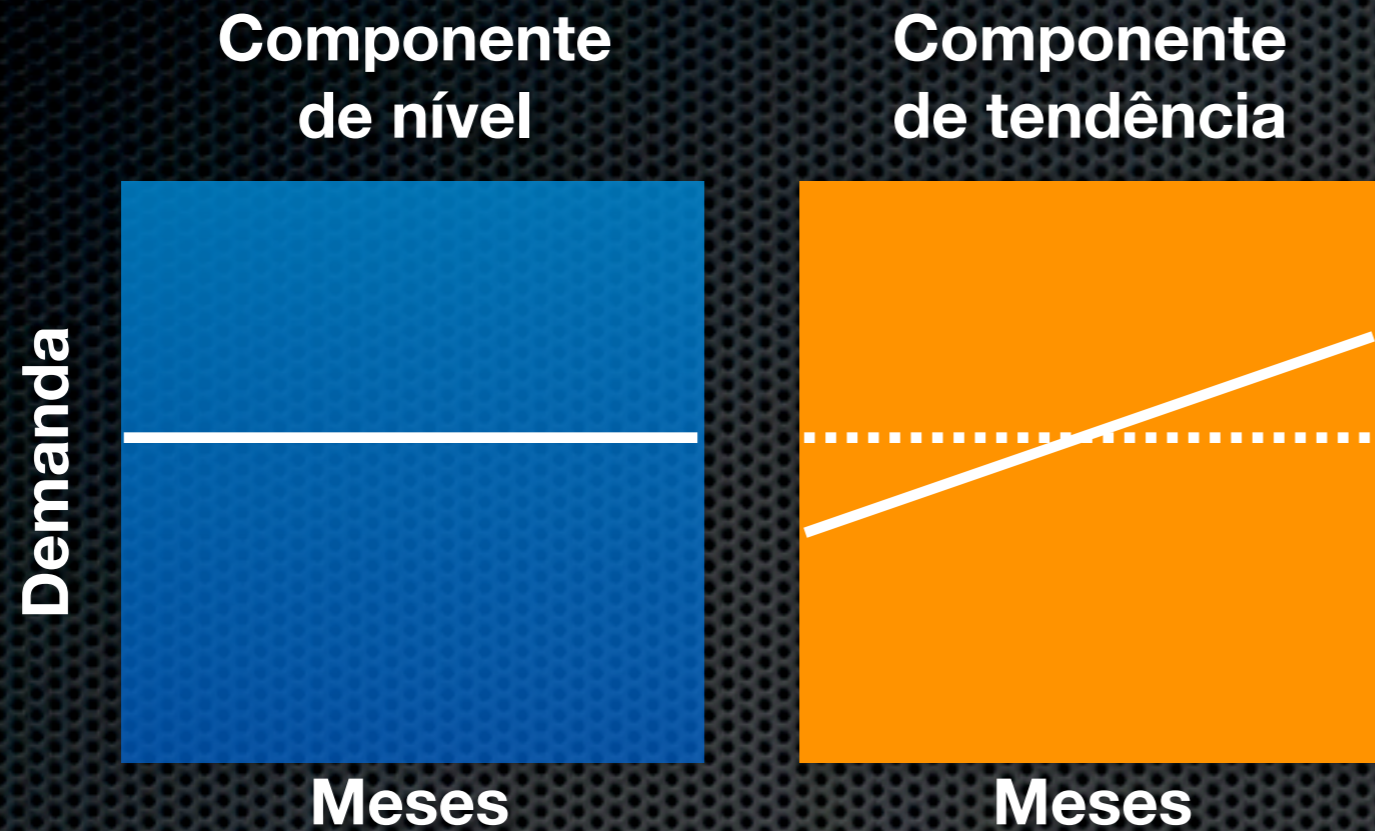 Componente
de nível
Componente
de tendência
Demanda
Meses
Meses